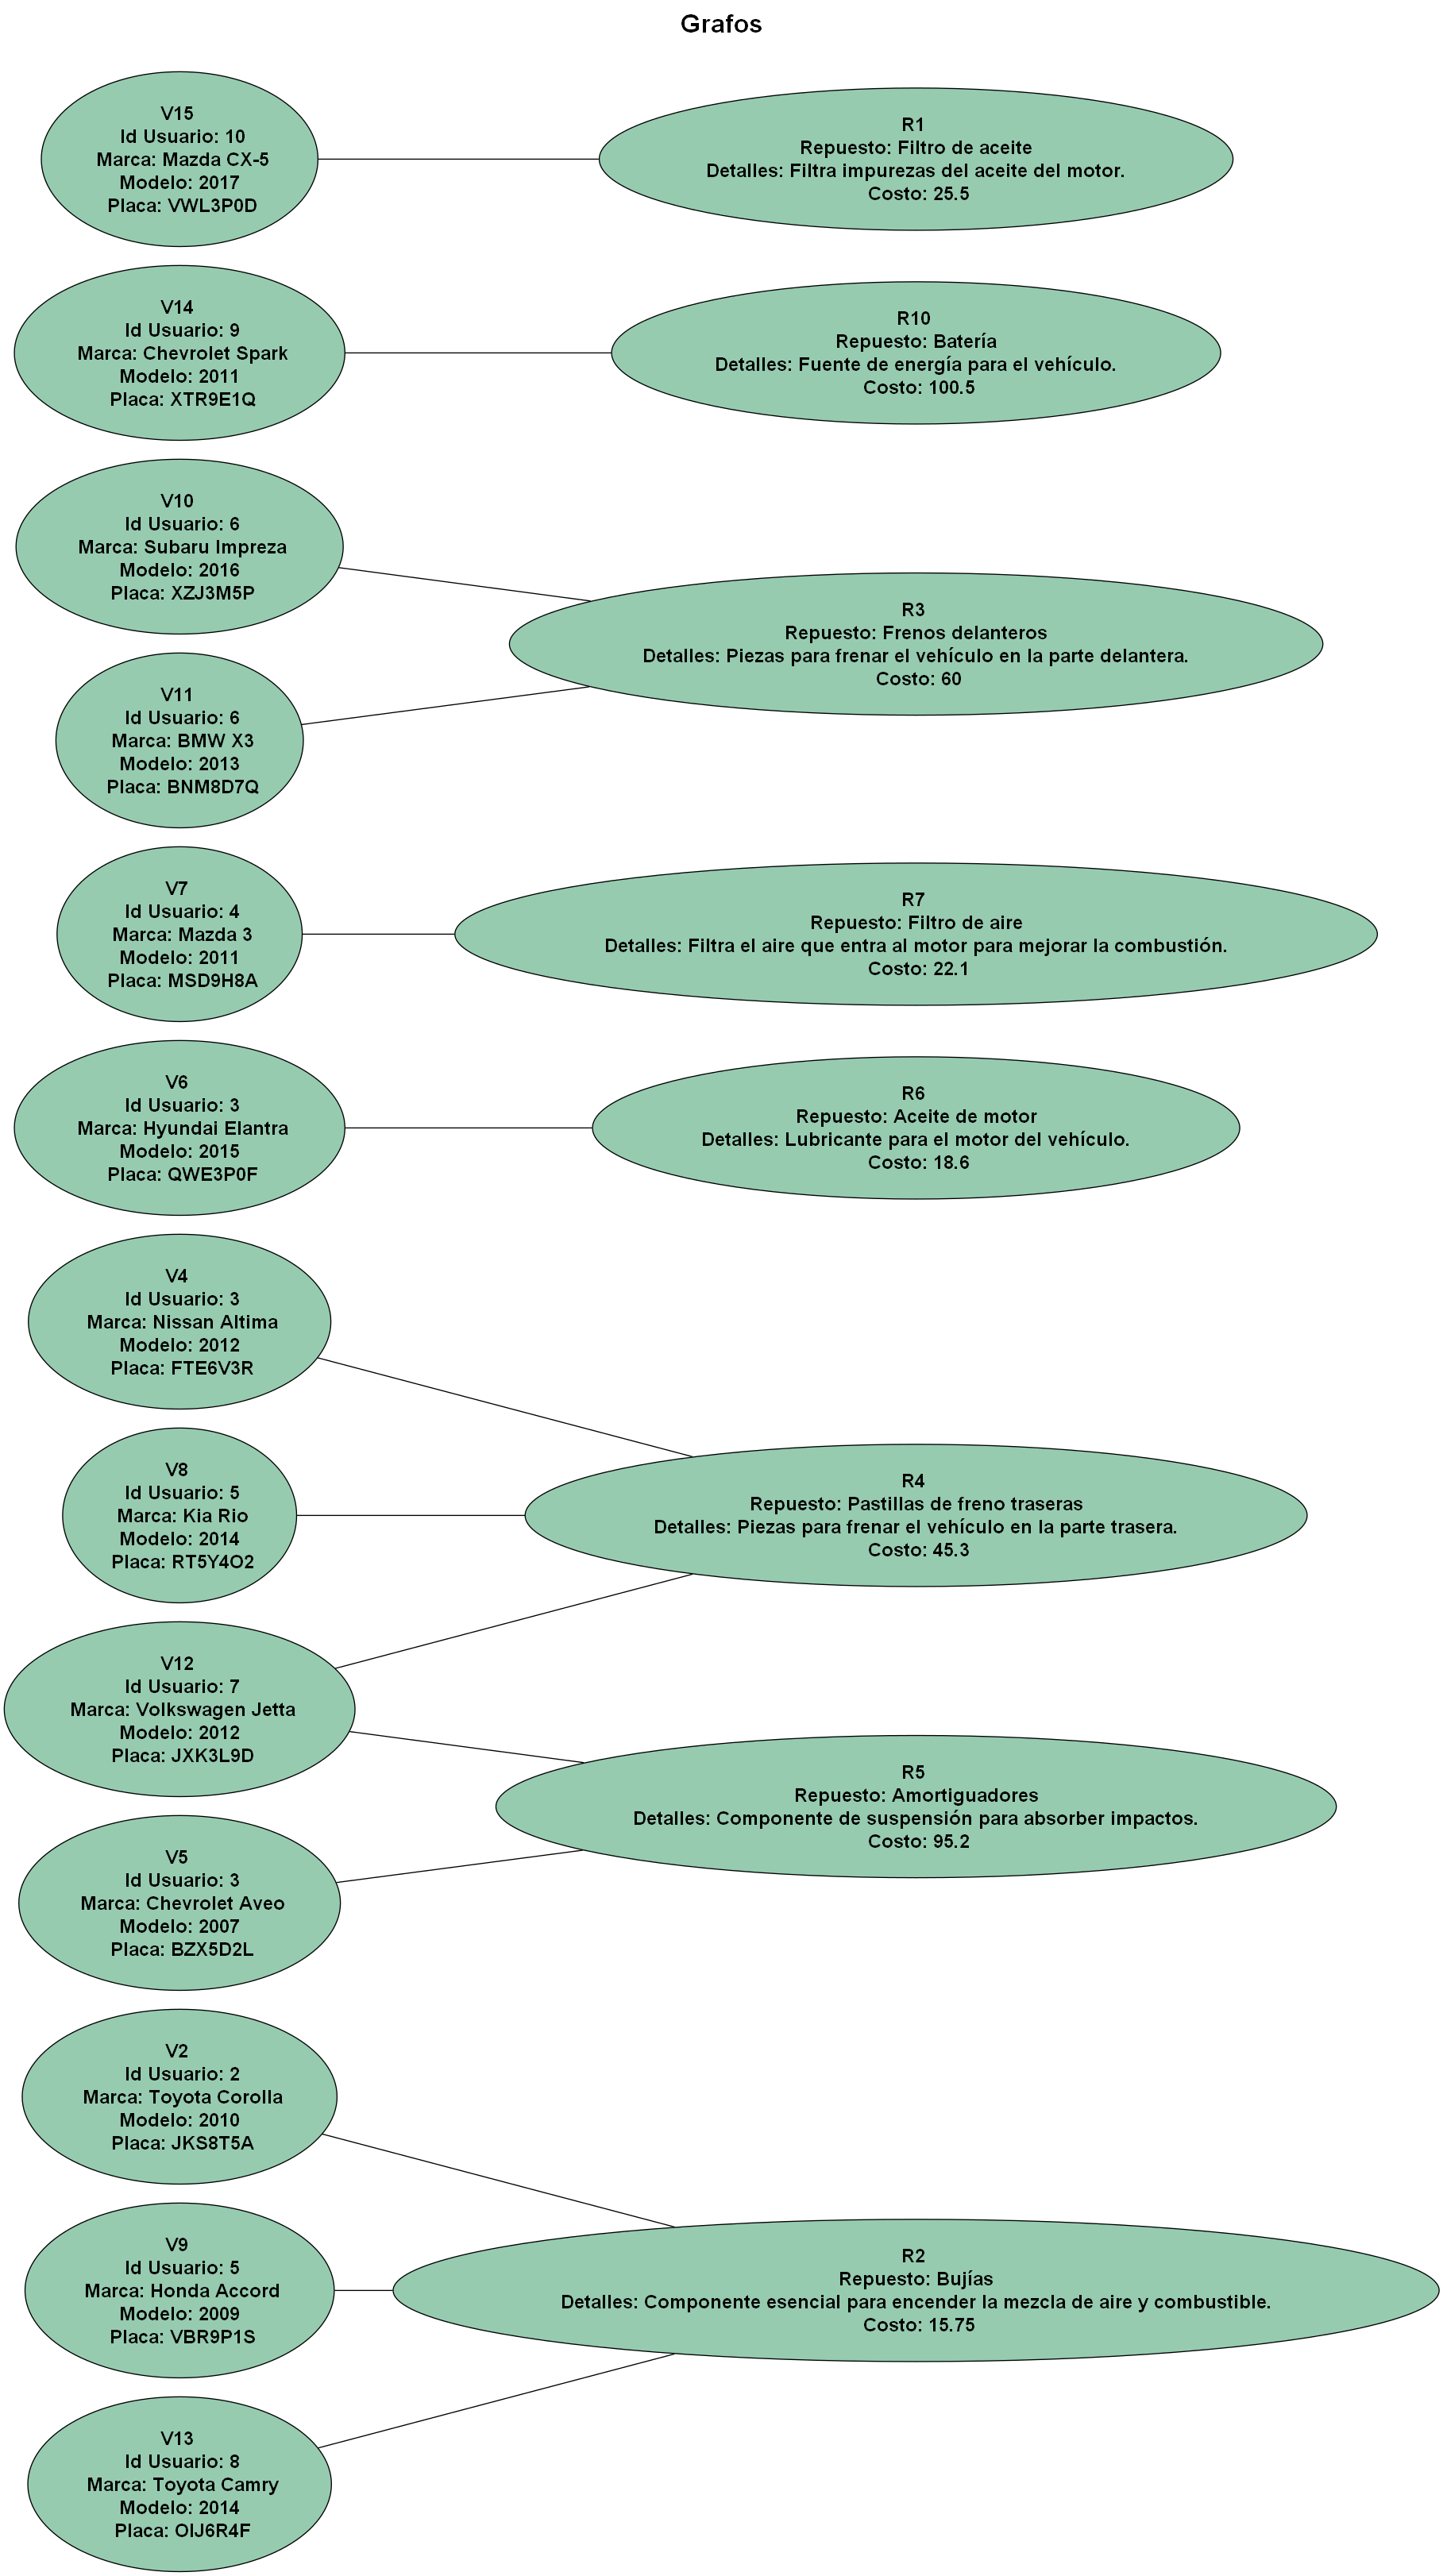 Grafos
V15
Id Usuario: 10
Marca: Mazda CX-5
Modelo: 2017
Placa: VWL3P0D
R1
Repuesto: Filtro de aceite
Detalles: Filtra impurezas del aceite del motor.
Costo: 25.5
V14
Id Usuario: 9
Marca: Chevrolet Spark
Modelo: 2011
Placa: XTR9E1Q
R10
Repuesto: Batería
Detalles: Fuente de energía para el vehículo.
Costo: 100.5
V10
Id Usuario: 6
Marca: Subaru Impreza
Modelo: 2016
Placa: XZJ3M5P
R3
Repuesto: Frenos delanteros
Detalles: Piezas para frenar el vehículo en la parte delantera.
Costo: 60
V11
Id Usuario: 6
Marca: BMW X3
Modelo: 2013
Placa: BNM8D7Q
V7
Id Usuario: 4
Marca: Mazda 3
Modelo: 2011
Placa: MSD9H8A
R7
Repuesto: Filtro de aire
Detalles: Filtra el aire que entra al motor para mejorar la combustión.
Costo: 22.1
V6
Id Usuario: 3
Marca: Hyundai Elantra
Modelo: 2015
Placa: QWE3P0F
R6
Repuesto: Aceite de motor
Detalles: Lubricante para el motor del vehículo.
Costo: 18.6
V4
Id Usuario: 3
Marca: Nissan Altima
Modelo: 2012
Placa: FTE6V3R
V8
Id Usuario: 5
Marca: Kia Rio
Modelo: 2014
Placa: RT5Y4O2
R4
Repuesto: Pastillas de freno traseras
Detalles: Piezas para frenar el vehículo en la parte trasera.
Costo: 45.3
V12
Id Usuario: 7
Marca: Volkswagen Jetta
Modelo: 2012
Placa: JXK3L9D
R5
Repuesto: Amortiguadores
Detalles: Componente de suspensión para absorber impactos.
Costo: 95.2
V5
Id Usuario: 3
Marca: Chevrolet Aveo
Modelo: 2007
Placa: BZX5D2L
V2
Id Usuario: 2
Marca: Toyota Corolla
Modelo: 2010
Placa: JKS8T5A
V9
Id Usuario: 5
Marca: Honda Accord
Modelo: 2009
Placa: VBR9P1S
R2
Repuesto: Bujías
Detalles: Componente esencial para encender la mezcla de aire y combustible.
Costo: 15.75
V13
Id Usuario: 8
Marca: Toyota Camry
Modelo: 2014
Placa: OIJ6R4F